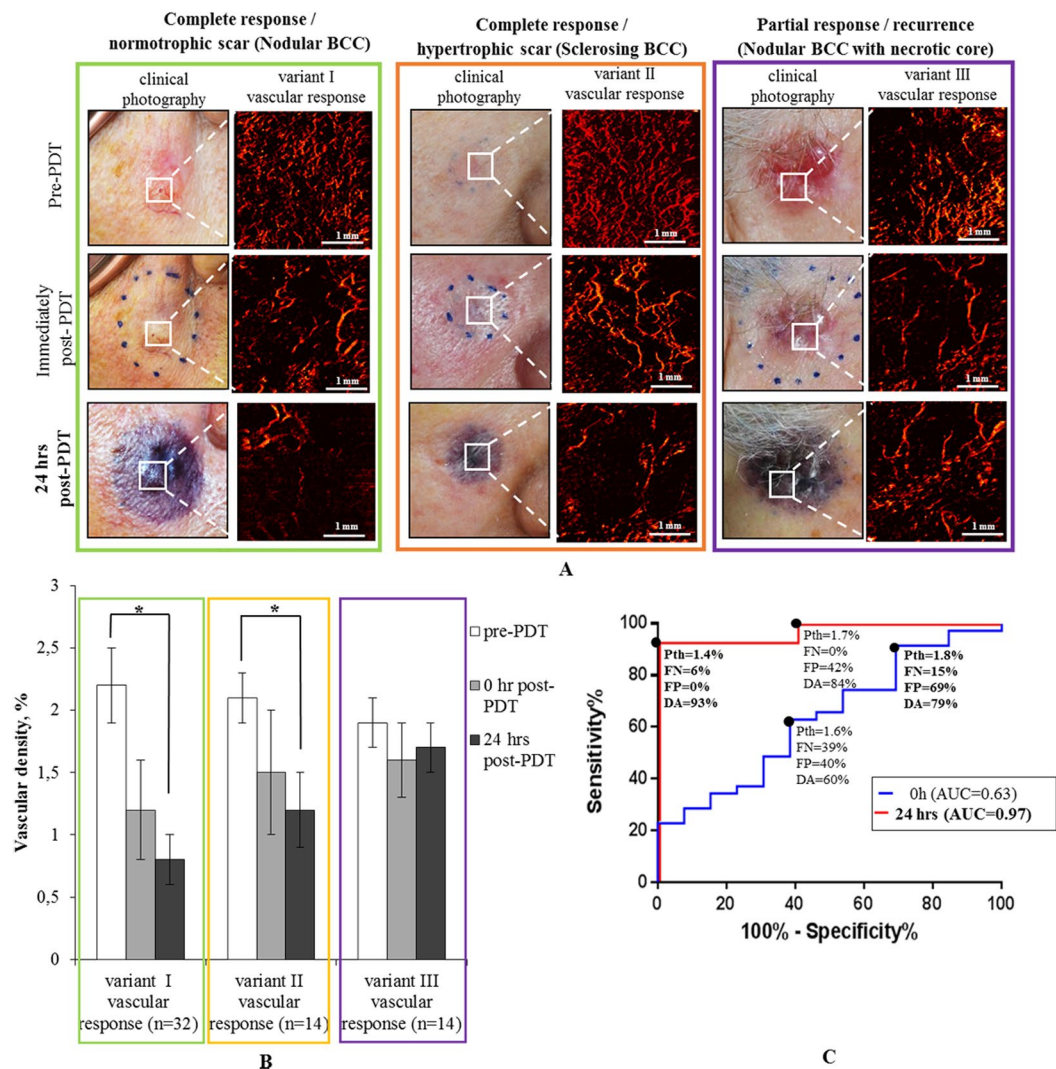 Complete response /
normotrophic scar (Nodular BCC)
Complete response /
hypertrophic scar (Sclerosing BCC)
Partial response / recurrence
(Nodular BCC with necrotic core)
clinical
photography
variant I
vascular response
clinical
photography
variant II
vascular response
clinical
photography
variant III
vascular response
Pre-PDT
1 mm
1 mm
1 mm
Immediately
post-PDT
1 mm
1 mm
1 mm
24 hrs
post-PDT
1 mm
1 mm
1 mm
A
Vascular density, %
3
2,5
2
1,5
1
0,5
0
*
*
pre-PDT
0 hr post-
PDT
24 hrs
post-PDT
variant I
vascular
response (n=32)
variant II
vascular
response (n=14)
variant III
vascular
response (n=14)
B
Sensitivity%
100
80
60
40
20
0
Pth=1.4%
FN=6%
FP=0%
DA=93%
Pth=1.7%
FN=0%
FP=42%
DA=84%
Pth=1.8%
FN=15%
FP=69%
DA=79%
Pth=1.6%
FN=39%
FP=40%
DA=60%
0h (AUC=0.63)
24 hrs (AUC=0.97)
0 20 40 60 80 100
100% - Specificity%
C